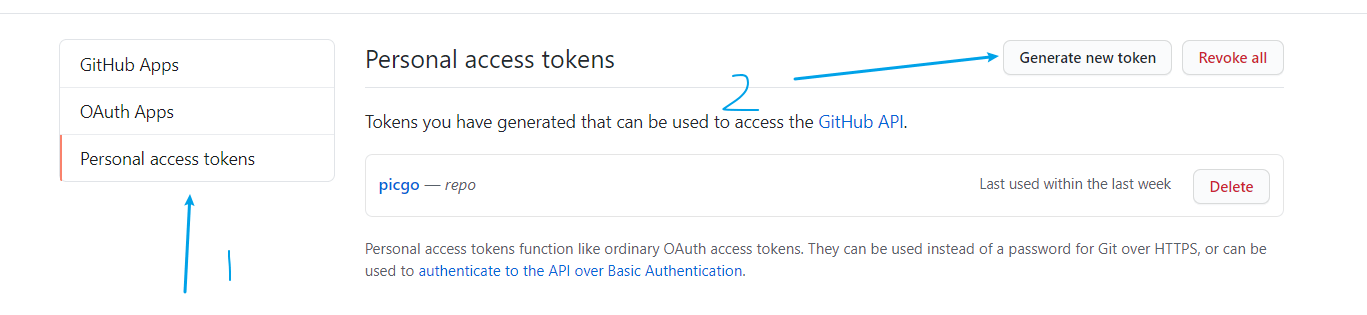 GitHub Apps
OAuth Apps
Personal access tokens
1
Personal access tokens
2
Generate new token
Revoke all
Tokens you have generated that can be used to access the GitHub API.
picgo — repo
Last used within the last week
Delete
Personal access tokens function like ordinary OAuth access tokens. They can be used instead of a password for Git over HTTPS, or can be
used to authenticate to the API over Basic Authentication.